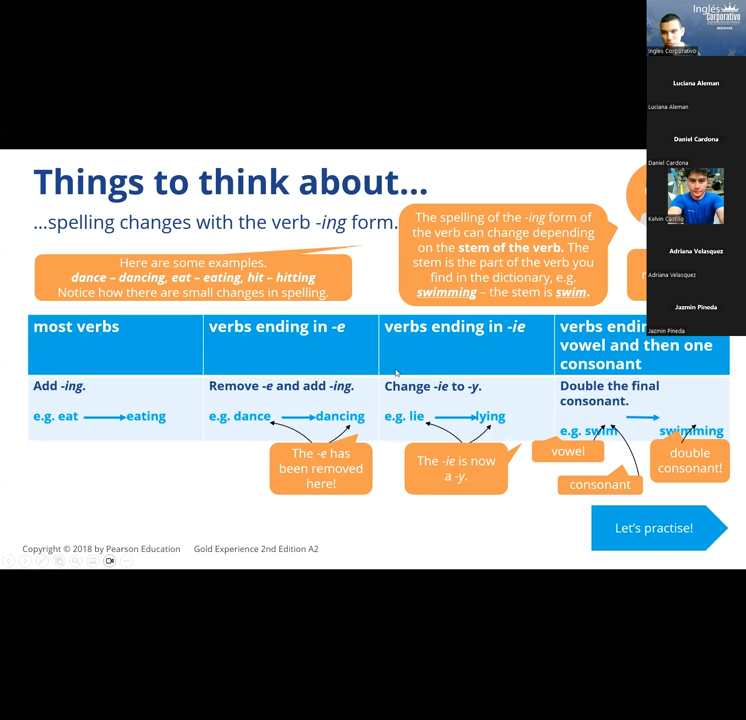 Things to think about...
...spelling changes with the verb -ing form.
The spelling of the -ing form of
the verb can change depending
on the stem of the verb. The
stem is the part of the verb you
find in the dictionary, e.g.
swimming – the stem is swim.
Here are some examples.
dance – dancing, eat – eating, hit – hitting
Notice how there are small changes in spelling.
most verbs
verbs ending in -e
verbs ending in -ie
verbs
vowel and then one
consonant
Add -ing.
Remove -e and add -ing.
Change -ie to -y.
Double the final
consonant.
e.g. eat eating
e.g. dance dancing
e.g. lie lying
e.g. swim swimming
The -e has
been removed
here!
The -ie is now
a -y.
vowel
consonant
double
consonant!
Let's practise!
Copyright © 2018 by Pearson Education Gold Experience 2nd Edition A2
Inglés
Corporativo
BEGINNER
Inglés Corporativo
Luciana Aleman
Luciana Aleman
Daniel Cardona
Daniel Cardona
Kelvin Castillo
Adriana Velasquez
Adriana Velasquez
Jazmin Pineda
Jazmin Pineda